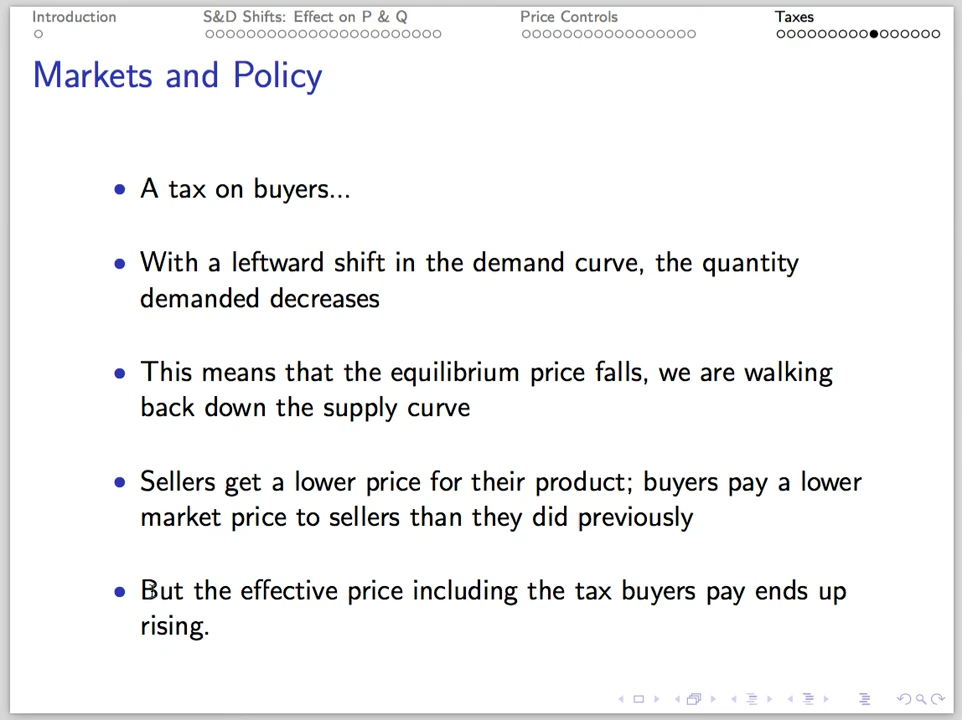 Introduction S&D Shifts: Effect on P & Q Price Controls Taxes
Markets and Policy
A tax on buyers...
With a leftward shift in the demand curve, the quantity
demanded decreases
This means that the equilibrium price falls, we are walking
back down the supply curve
Sellers get a lower price for their product; buyers pay a lower
market price to sellers than they did previously
But the effective price including the tax buyers pay ends up
rising.